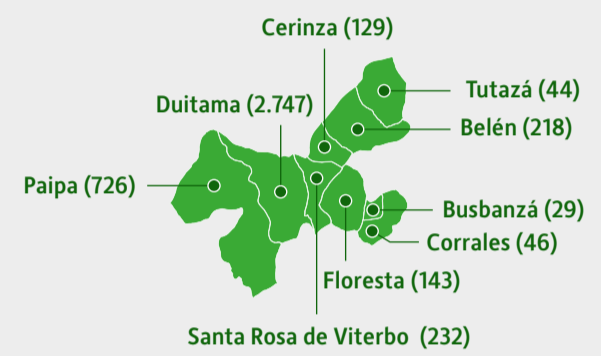 Cerinza (129)
Tutazá (44)
Duitama (2.747)
Belén (218)
Paipa (726)
Busbanzá (29)
Corrales (46)
Floresta (143)
Santa Rosa de Viterbo (232)